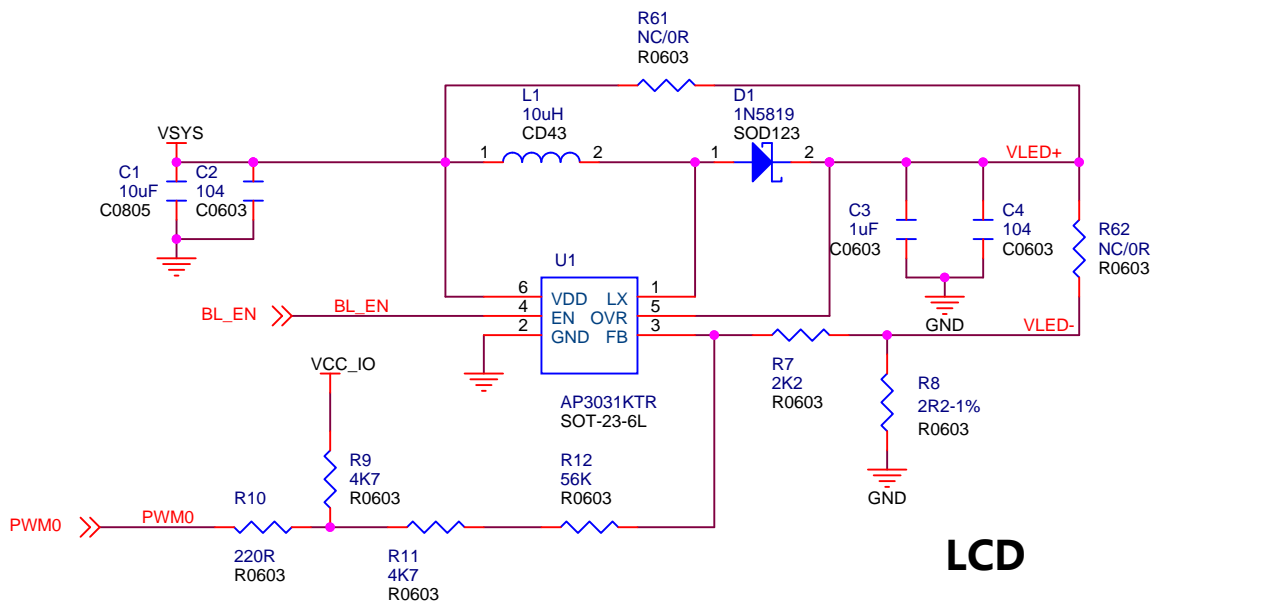 R61
NC/0R
R0603
L1
10uH
CD43
D1
1N5819
SOD123
VSYS
1
2
1
2
VLED+
C1
10uF
C0805
C2
104
C0603
C3
1uF
C0603
C4
104
C0603
R62
NC/0R
R0603
U1
6
VDD
LX
1
BL_EN
BL_EN
4
EN
OVR
5
2
GND
FB
3
GND
VLED-
VCC_IO
R7
2K2
R0603
R8
2R2-1%
R0603
AP3031KTR
SOT-23-6L
R9
4K7
R0603
R12
56K
R0603
GND
PWM0
PWM0
R10
220R
R0603
R11
4K7
R0603
LCD